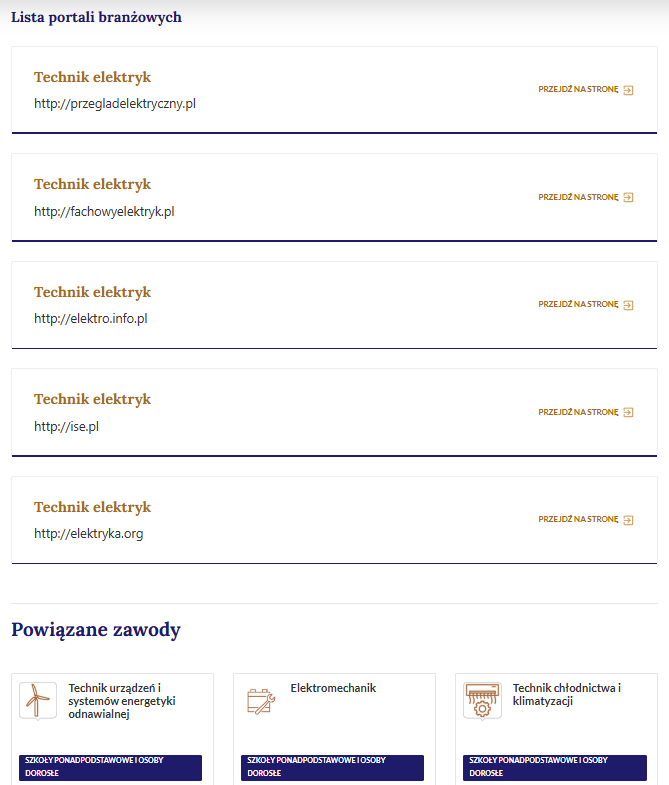 Lista portali branżowych
Technik elektryk
http://przegladelektryczny.pl
PRZEJDŹ NA STRONĘ
Technik elektryk
http://fachowyelektryk.pl
PRZEJDŹ NA STRONĘ
Technik elektryk
http://elektro.info.pl
PRZEJDŹ NA STRONĘ
Technik elektryk
http://ise.pl
PRZEJDŹ NA STRONĘ
Technik elektryk
http://elektryka.org
PRZEJDŹ NA STRONĘ
Powiązane zawody
Technik urządzeń i
systemów energetyki
odnawialnej
SZKOŁY PONADPODSTAWOWE I OSOBY
DOROSŁE
Elektromechanik
SZKOŁY PONADPODSTAWOWE I OSOBY
DOROSŁE
Technik chłodnictwa i
klimatyzacji
SZKOŁY PONADPODSTAWOWE I OSOBY
DOROSŁE